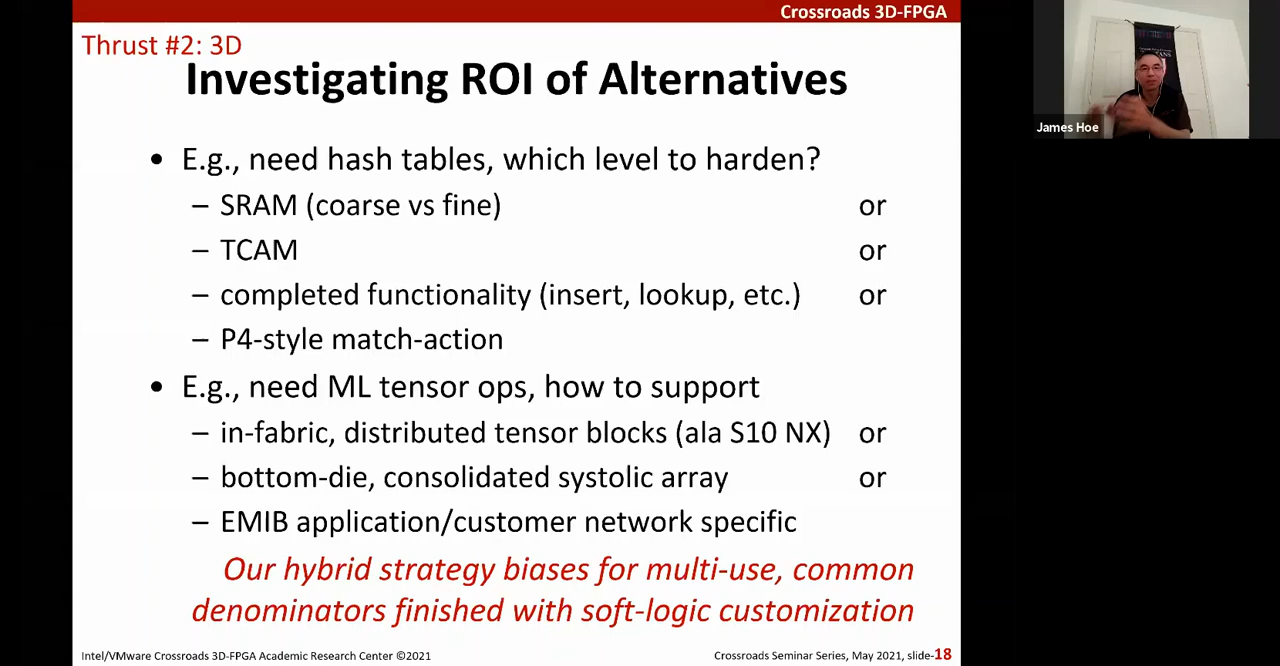 Crossroads 3D-FPGA
Thrust #2: 3D
Investigating ROI of Alternatives
• E.g., need hash tables, which level to harden?
– SRAM (coarse vs fine) or
– TCAM or
– completed functionality (insert, lookup, etc.) or
– P4-style match-action
• E.g., need ML tensor ops, how to support
– in-fabric, distributed tensor blocks (ala S10 NX) or
– bottom-die, consolidated systolic array or
– EMIB application/customer network specific
Our hybrid strategy biases for multi-use, common
denominators finished with soft-logic customization
Intel/VMware Crossroads 3D-FPGA Academic Research Center ©2021
Crossroads Seminar Series, May 2021, slide-18
James Hoe